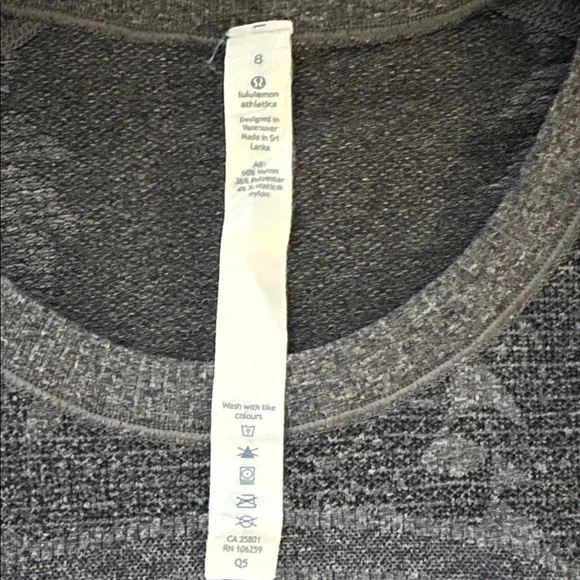 8
lululemon
athletica
Designed in
Vancouver
Made in Sri
Lanka
All:
60% Nylon
36% Polyester
4% X-static®
nylon
Wash with like
colours
CA 35801
RN 106259
Q5